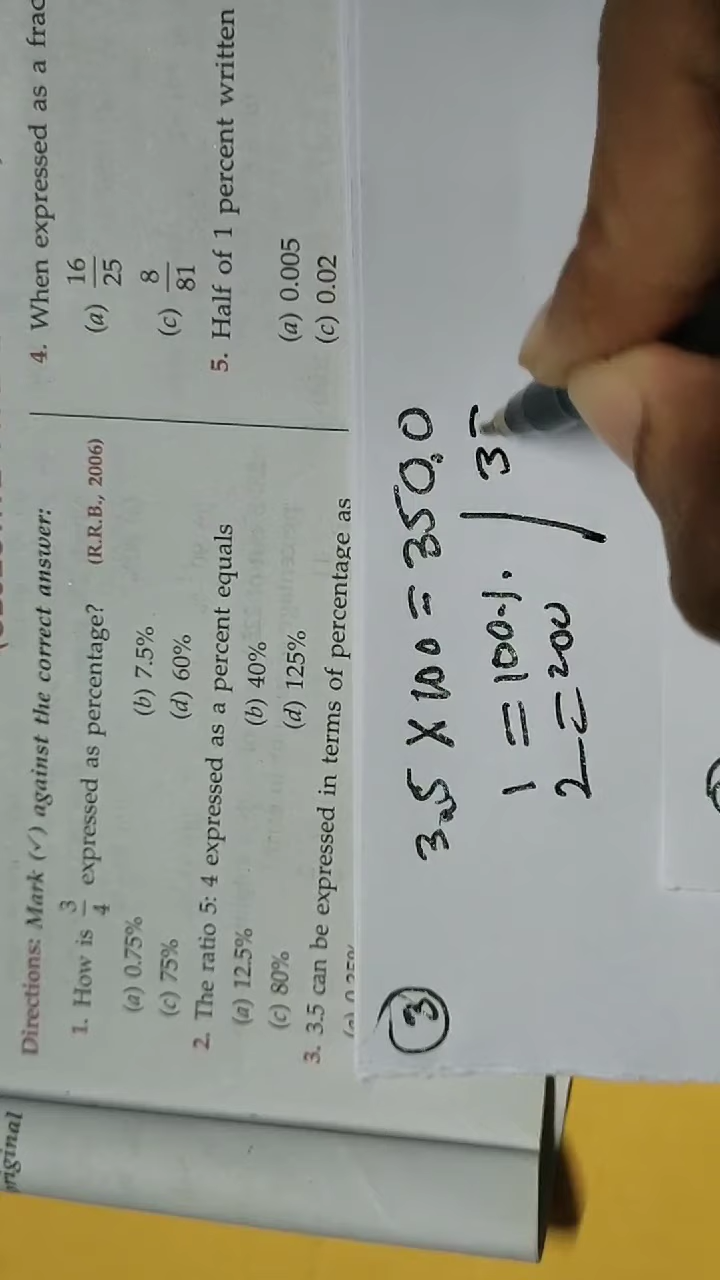 original
Directions: Mark (✓) against the correct answer:
1. How is 3/4 expressed as percentage? (R.R.B., 2006)
(a) 0.75% (b) 7.5%
(c) 75% (d) 60%
2. The ratio 5: 4 expressed as a percent equals
(a) 12.5% (b) 40%
(c) 80% (d) 125%
3. 3.5 can be expressed in terms of percentage as
4. When expressed as a frac
(a) 16/25
(c) 8/81
5. Half of 1 percent written
(a) 0.005
(c) 0.02
3 3.5 X 100 = 350.0
1 = 100% / 3
2 = 200